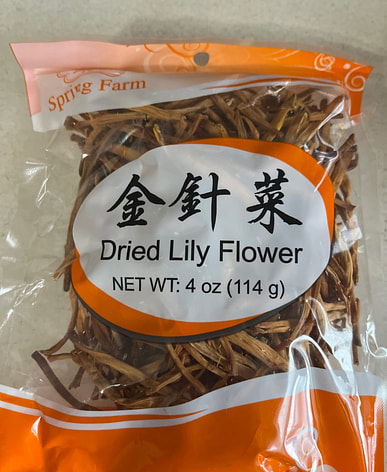 Spring Farm
金針菜
Dried Lily Flower
NET WT: 4 oz (114 g)